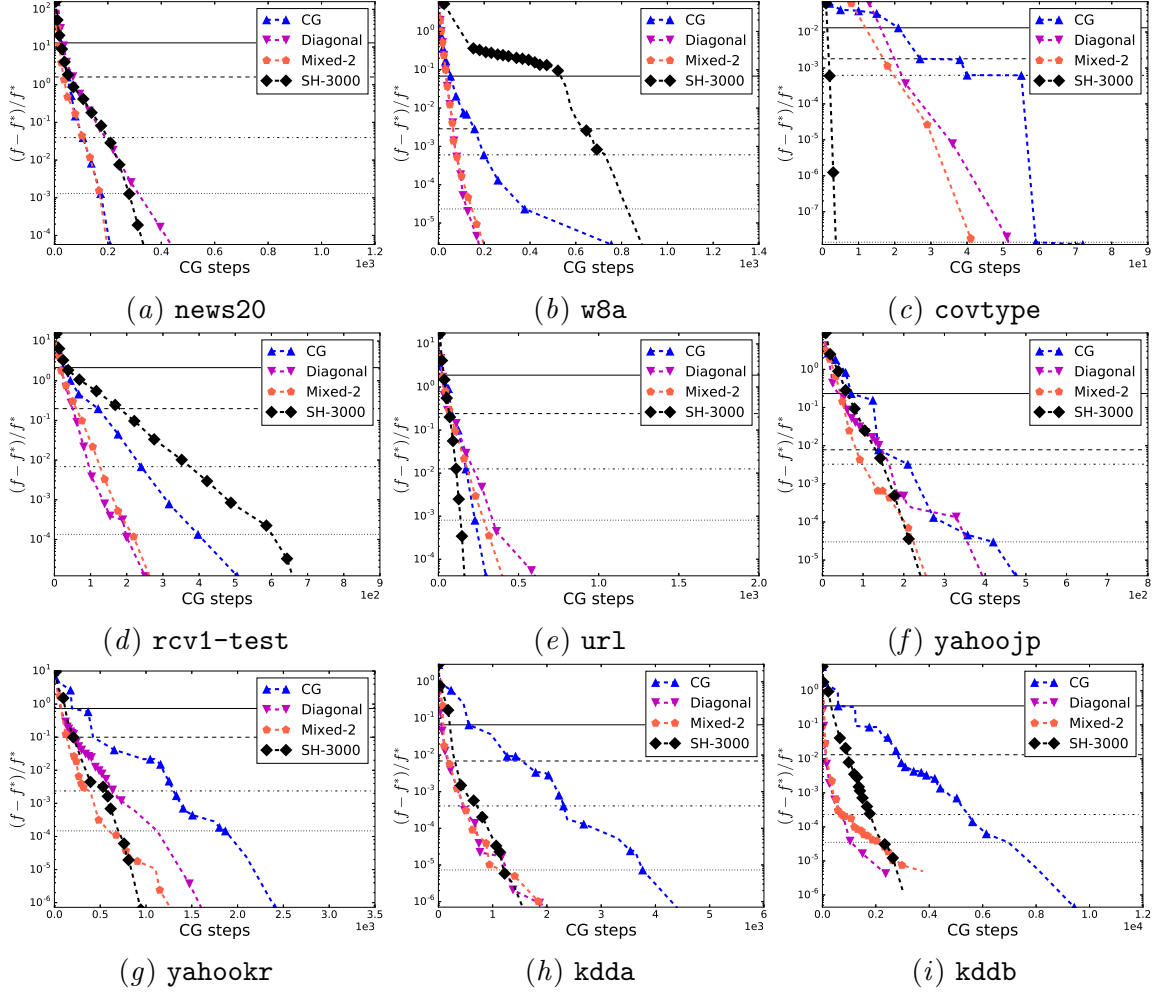 10²
10¹
10⁰
10⁻¹
10⁻²
10⁻³
10⁻⁴
(f − f*)/f*
CG
Diagonal
Mixed-2
SH-3000
0.0 0.2 0.4 0.6 0.8 1.0 1.2
1e3
CG steps
(a) news20
10⁰
10⁻¹
10⁻²
10⁻³
10⁻⁴
10⁻⁵
(f − f*)/f*
CG
Diagonal
Mixed-2
SH-3000
0.0 0.2 0.4 0.6 0.8 1.0 1.2 1.4
1e3
CG steps
(b) w8a
10⁻²
10⁻³
10⁻⁴
10⁻⁵
10⁻⁶
10⁻⁷
(f − f*)/f*
CG
Diagonal
Mixed-2
SH-3000
0 1 2 3 4 5 6 7 8 9
1e1
CG steps
(c) covtype
10¹
10⁰
10⁻¹
10⁻²
10⁻³
10⁻⁴
(f − f*)/f*
CG
Diagonal
Mixed-2
SH-3000
0 1 2 3 4 5 6 7 8 9
1e2
CG steps
(d) rcv1-test
10¹
10⁰
10⁻¹
10⁻²
10⁻³
10⁻⁴
(f − f*)/f*
CG
Diagonal
Mixed-2
SH-3000
0.0 0.5 1.0 1.5 2.0
1e3
CG steps
(e) url
10⁰
10⁻¹
10⁻²
10⁻³
10⁻⁴
10⁻⁵
(f − f*)/f*
CG
Diagonal
Mixed-2
SH-3000
0 1 2 3 4 5 6 7 8
1e2
CG steps
(f) yahoojp
10¹
10⁰
10⁻¹
10⁻²
10⁻³
10⁻⁴
10⁻⁵
10⁻⁶
(f − f*)/f*
CG
Diagonal
Mixed-2
SH-3000
0.0 0.5 1.0 1.5 2.0 2.5 3.0 3.5
1e3
CG steps
(g) yahookr
10⁰
10⁻¹
10⁻²
10⁻³
10⁻⁴
10⁻⁵
10⁻⁶
(f − f*)/f*
CG
Diagonal
Mixed-2
SH-3000
0 1 2 3 4 5 6
1e3
CG steps
(h) kdda
10⁰
10⁻¹
10⁻²
10⁻³
10⁻⁴
10⁻⁵
10⁻⁶
(f − f*)/f*
CG
Diagonal
Mixed-2
SH-3000
0.0 0.2 0.4 0.6 0.8 1.0 1.2
1e4
CG steps
(i) kddb